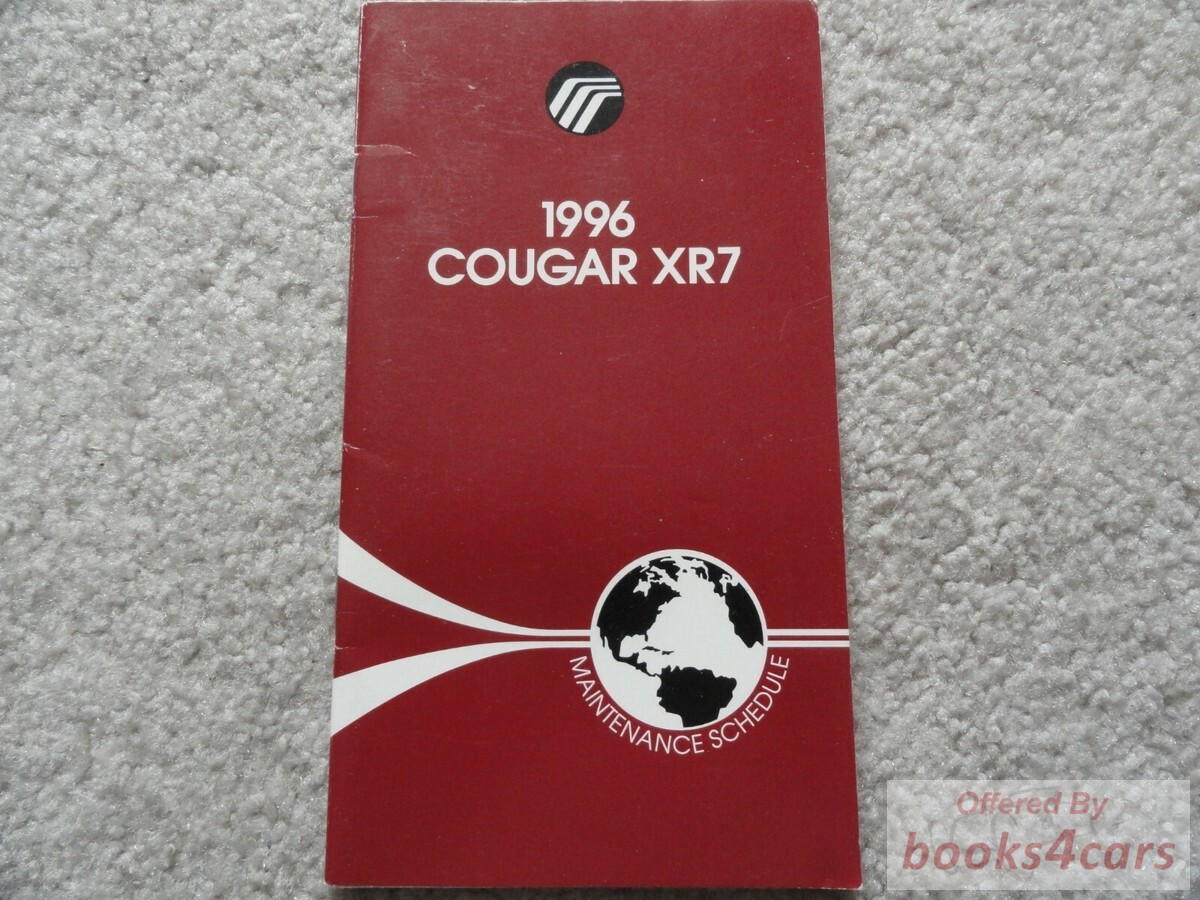 1996
COUGAR XR7
MAINTENANCE SCHEDULE
Offered By
books4cars